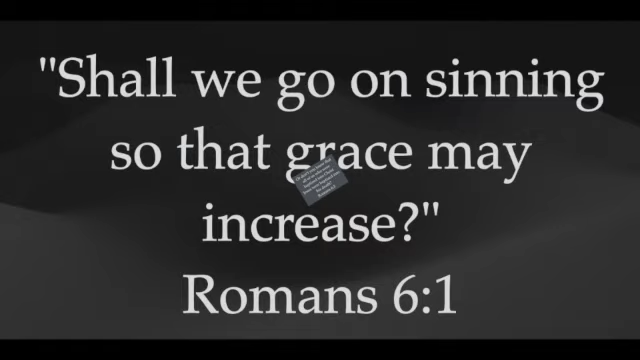 "Shall we go on sinning
so that grace may
increase?"
Romans 6:1